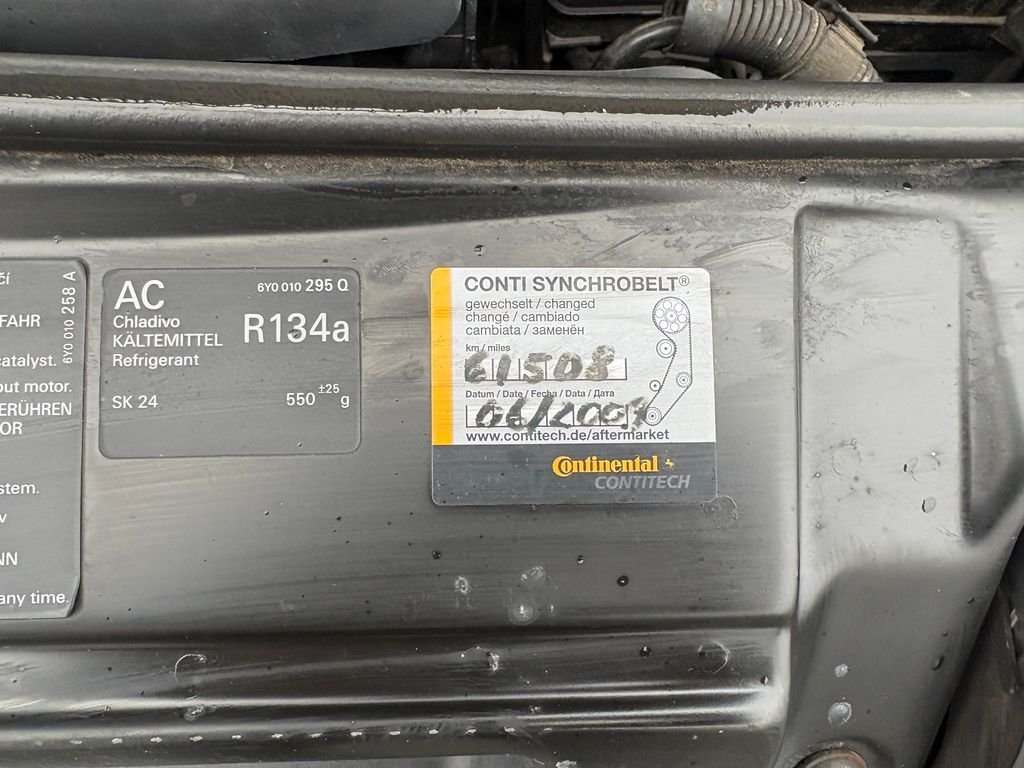 čí
6Y0 010 258 A
FAHR
catalyst.
out motor.
ERÜHREN
OR
stem.
v
NN
any time.
AC
6Y0 010 295 Q
Chladivo
R134a
KÄLTEMITTEL
Refrigerant
SK 24
550 ±25 g
CONTI SYNCHROBELT®
gewechselt / changed
changé / cambiado
cambiata / заменён
km / miles
61508
Datum / Date / Fecha / Data / Дата
www.contitech.de/aftermarket
Continental
CONTITECH